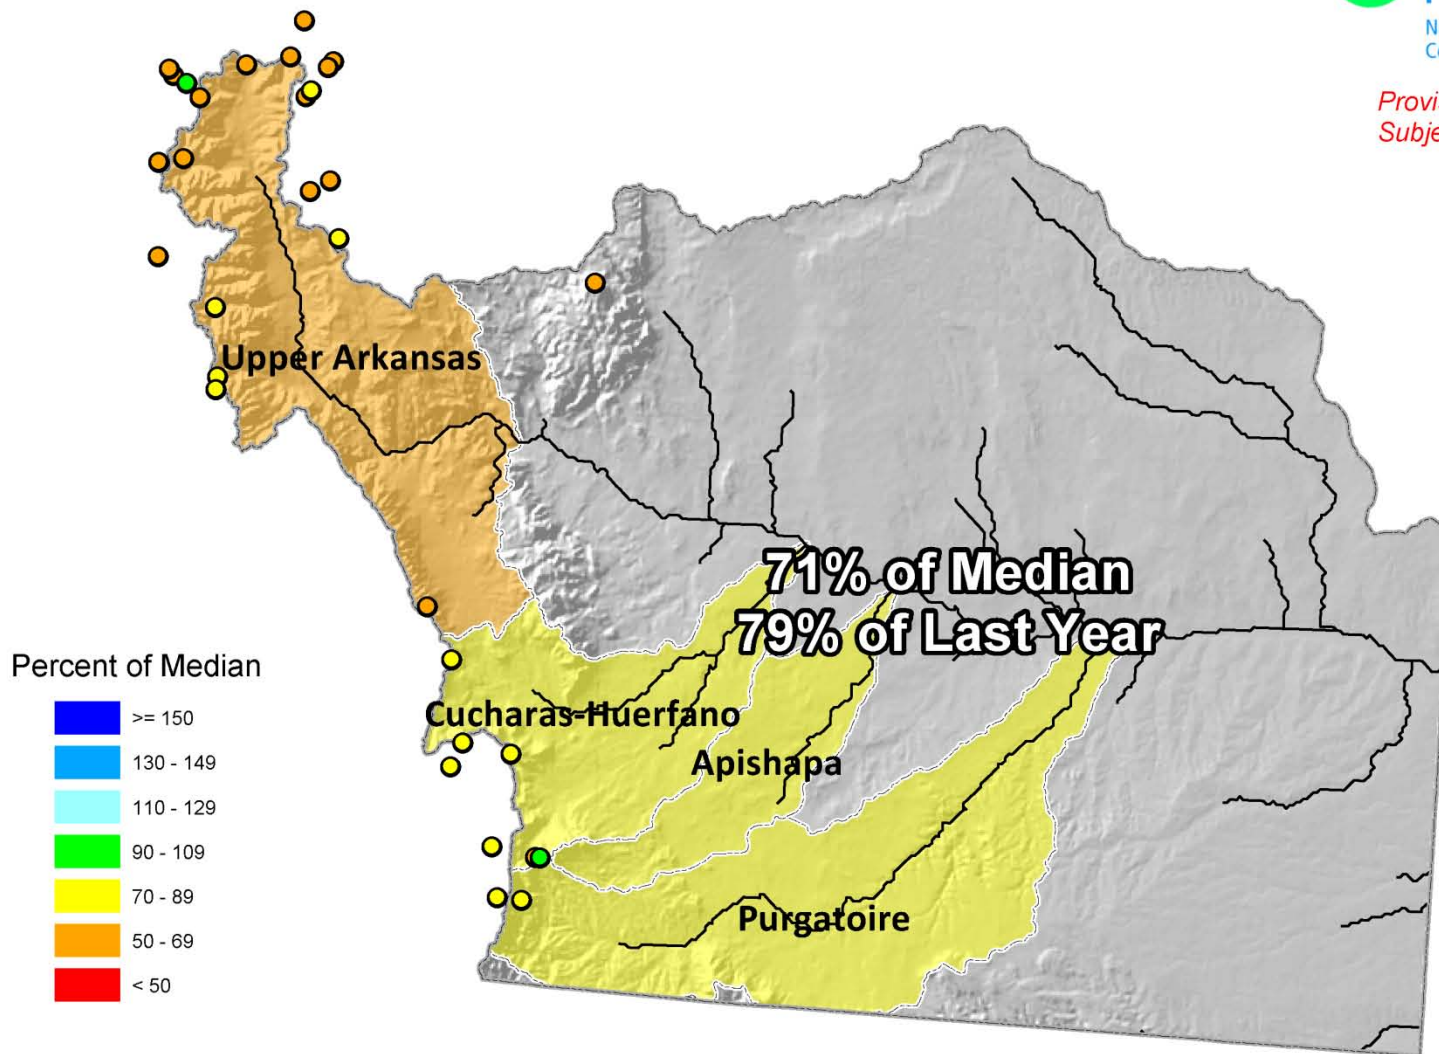 Upper Arkansas
71% of Median
79% of Last Year
Percent of Median
>= 150
130 - 149
110 - 129
90 - 109
70 - 89
50 - 69
< 50
Cucharas-Huerfano
Apishapa
Purgatoire